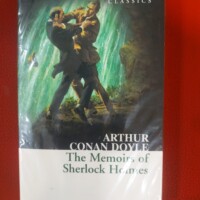 CLASSICS
ARTHUR
CONAN DOYLE
The Memoirs of
Sherlock Holmes